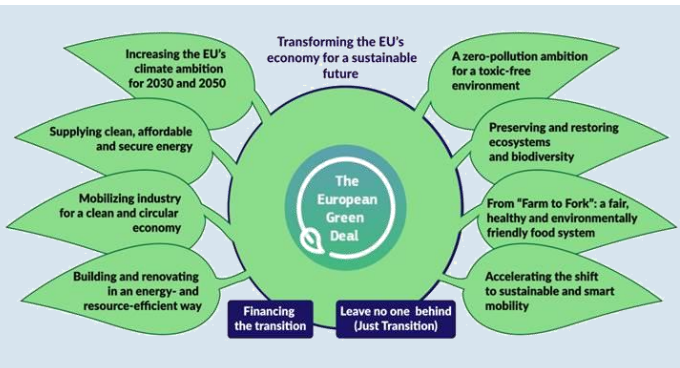 Transforming the EU's
economy for a sustainable
future
Increasing the EU's
climate ambition
for 2030 and 2050
Supplying clean, affordable
and secure energy
Mobilizing industry
for a clean and circular
economy
Building and renovating
in an energy- and
resource-efficient way
The
European
Green
Deal
A zero-pollution ambition
for a toxic-free
environment
Preserving and restoring
ecosystems
and biodiversity
From "Farm to Fork": a fair,
healthy and environmentally
friendly food system
Accelerating the shift
to sustainable and smart
mobility
Financing
the transition
Leave no one behind
(Just Transition)